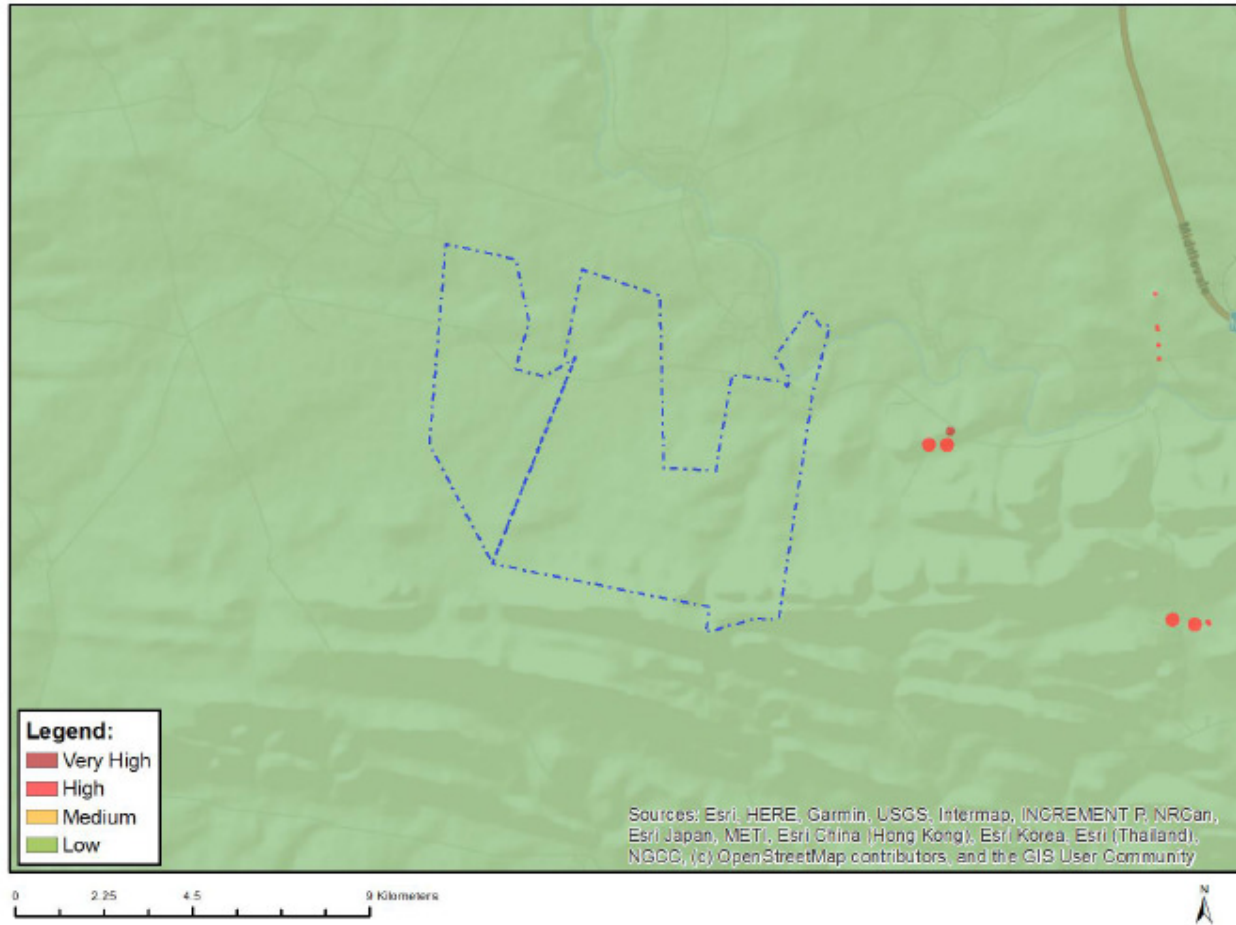 Middlevale
Legend:
Very High
High
Medium
Low
Sources: Esri, HERE, Garmin, USGS, Intermap, INCREMENT P, NRCan,
Esri Japan, METI, Esri China (Hong Kong), Esri Korea, Esri (Thailand),
NGCC, (c) OpenStreetMap contributors, and the GIS User Community
0 2.25 4.5 9 Kilometers
N